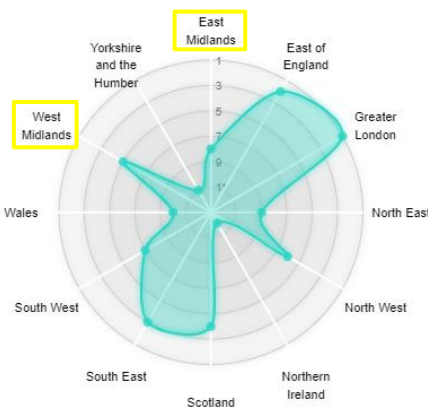 East
Midlands
Yorkshire
and the
Humber
East of
England
1
3
5
7
9
11
West
Midlands
Greater
London
Wales
North East
South West
North West
South East
Northern
Ireland
Scotland